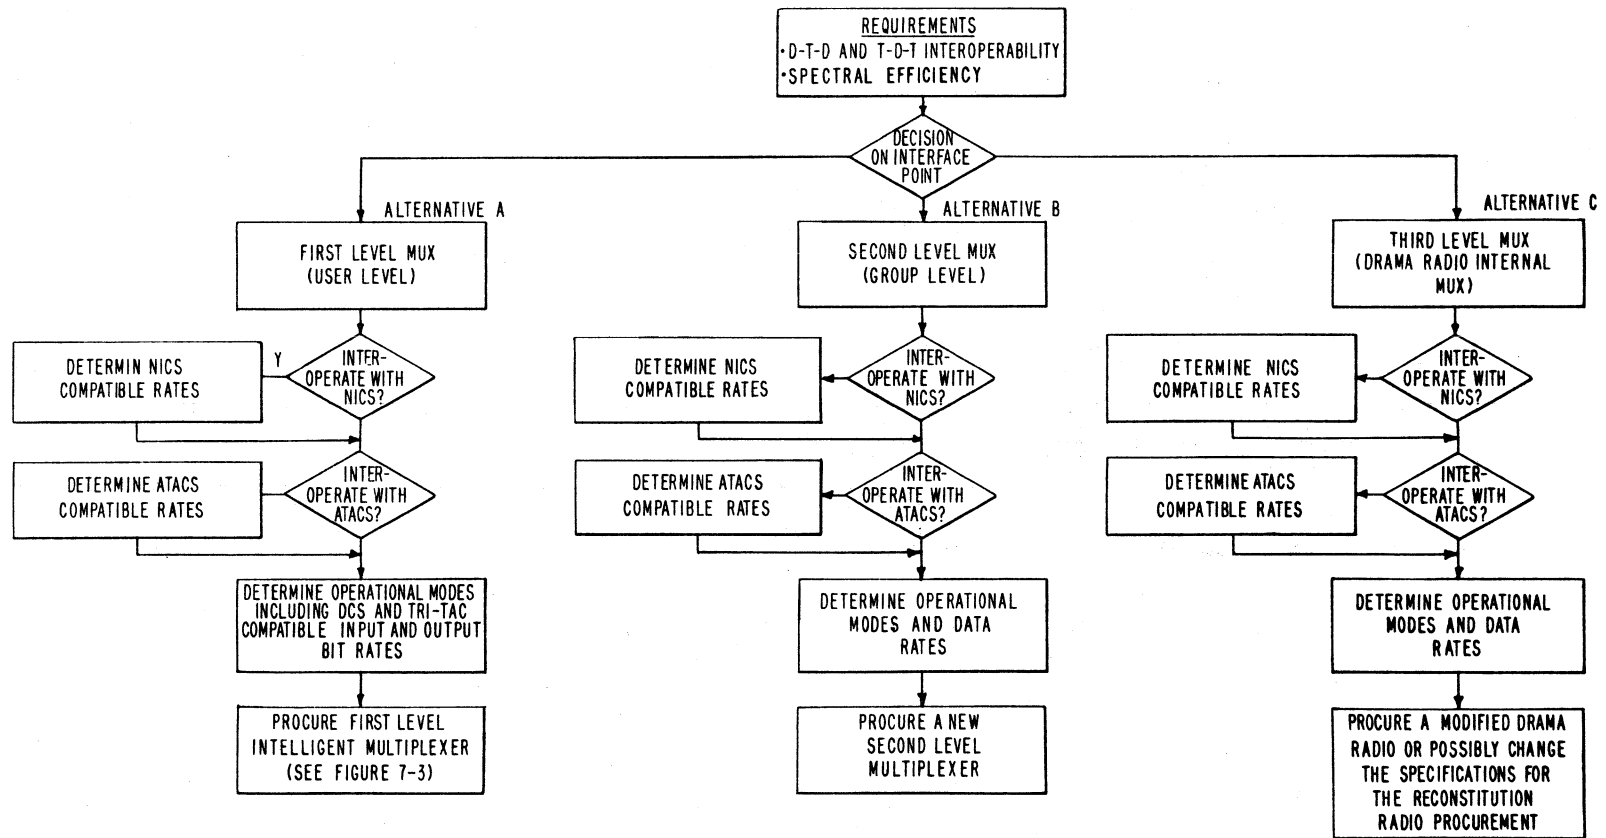 REQUIREMENTS
•D-T-D AND T-D-T INTEROPERABILITY
•SPECTRAL EFFICIENCY
DECISION
ON INTERFACE
POINT
ALTERNATIVE A
FIRST LEVEL MUX
(USER LEVEL)
INTER-
OPERATE WITH
NICS?
Y
DETERMIN NICS
COMPATIBLE RATES
INTER-
OPERATE WITH
ATACS?
DETERMINE ATACS
COMPATIBLE RATES
DETERMINE OPERATIONAL MODES
INCLUDING DCS AND TRI-TAC
COMPATIBLE INPUT AND OUTPUT
BIT RATES
PROCURE FIRST LEVEL
INTELLIGENT MULTIPLEXER
(SEE FIGURE 7-3)
ALTERNATIVE B
SECOND LEVEL MUX
(GROUP LEVEL)
INTER-
OPERATE WITH
NICS?
DETERMINE NICS
COMPATIBLE RATES
INTER-
OPERATE WITH
ATACS?
DETERMINE ATACS
COMPATIBLE RATES
DETERMINE OPERATIONAL
MODES AND DATA
RATES
PROCURE A NEW
SECOND LEVEL
MULTIPLEXER
ALTERNATIVE C
THIRD LEVEL MUX
(DRAMA RADIO INTERNAL
MUX)
INTER-
OPERATE WITH
NICS?
DETERMINE NICS
COMPATIBLE RATES
INTER-
OPERATE WITH
ATACS?
DETERMINE ATACS
COMPATIBLE RATES
DETERMINE OPERATIONAL
MODES AND DATA
RATES
PROCURE A MODIFIED DRAMA
RADIO OR POSSIBLY CHANGE
THE SPECIFICATIONS FOR
THE RECONSTITUTION
RADIO PROCUREMENT